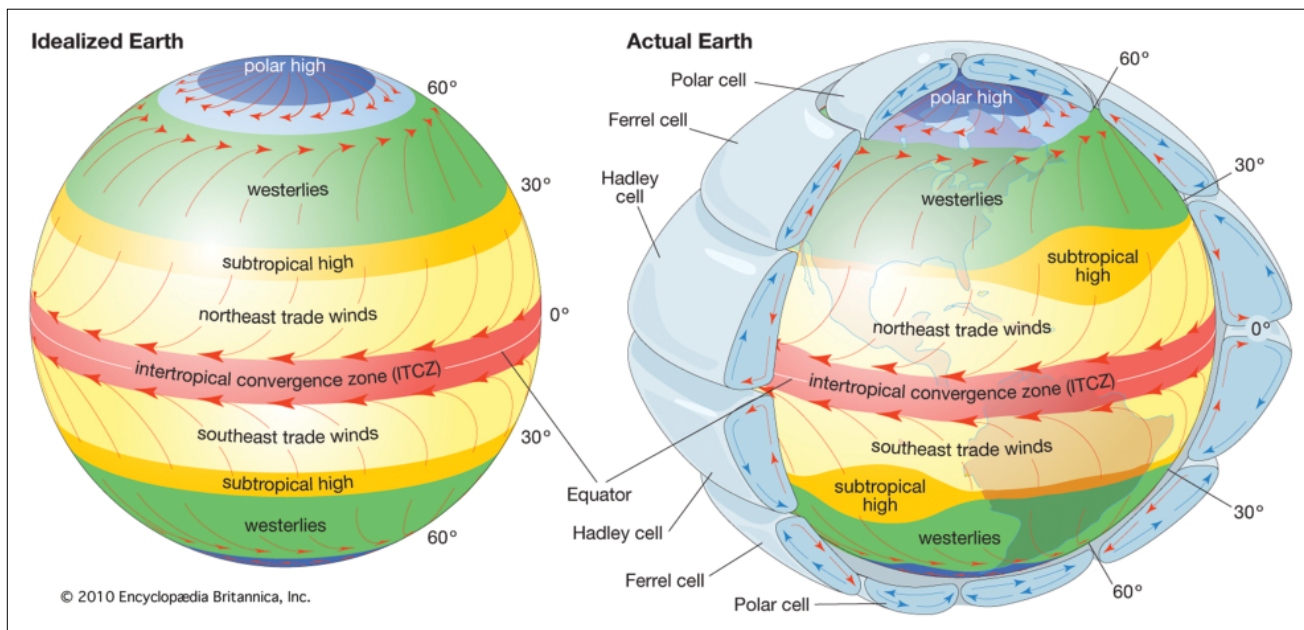 Idealized Earth
polar high
60°
westerlies
30°
subtropical high
northeast trade winds
0°
intertropical convergence zone (ITCZ)
southeast trade winds
30°
subtropical high
westerlies
60°
© 2010 Encyclopædia Britannica, Inc.
Actual Earth
60°
Polar cell
polar high
Ferrel cell
30°
Hadley
cell
westerlies
subtropical
high
northeast trade winds
0°
intertropical convergence zone (ITCZ)
southeast trade winds
Equator
subtropical
high
30°
Hadley cell
westerlies
Ferrel cell
60°
Polar cell